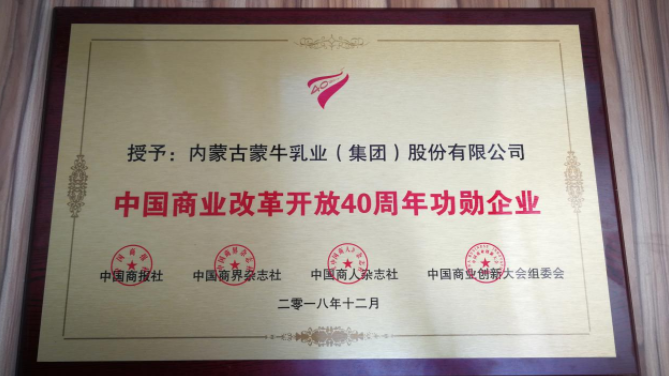 40
授予：内蒙古蒙牛乳业（集团）股份有限公司
中国商业改革开放40周年功勋企业
中国商报社 中国商界杂志社 中国商人杂志社 中国商业创新大会组委会
二零一八年十二月